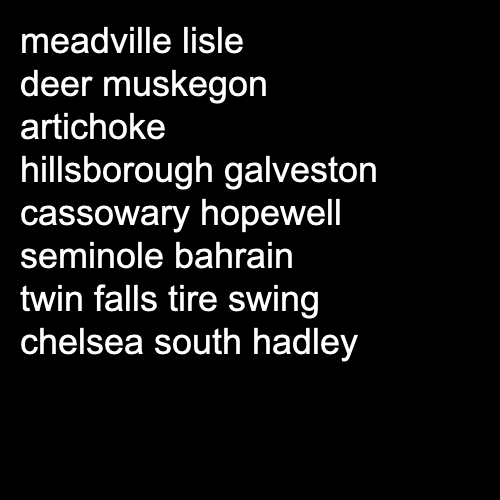 meadville lisle
deer muskegon
artichoke
hillsborough galveston
cassowary hopewell
seminole bahrain
twin falls tire swing
chelsea south hadley